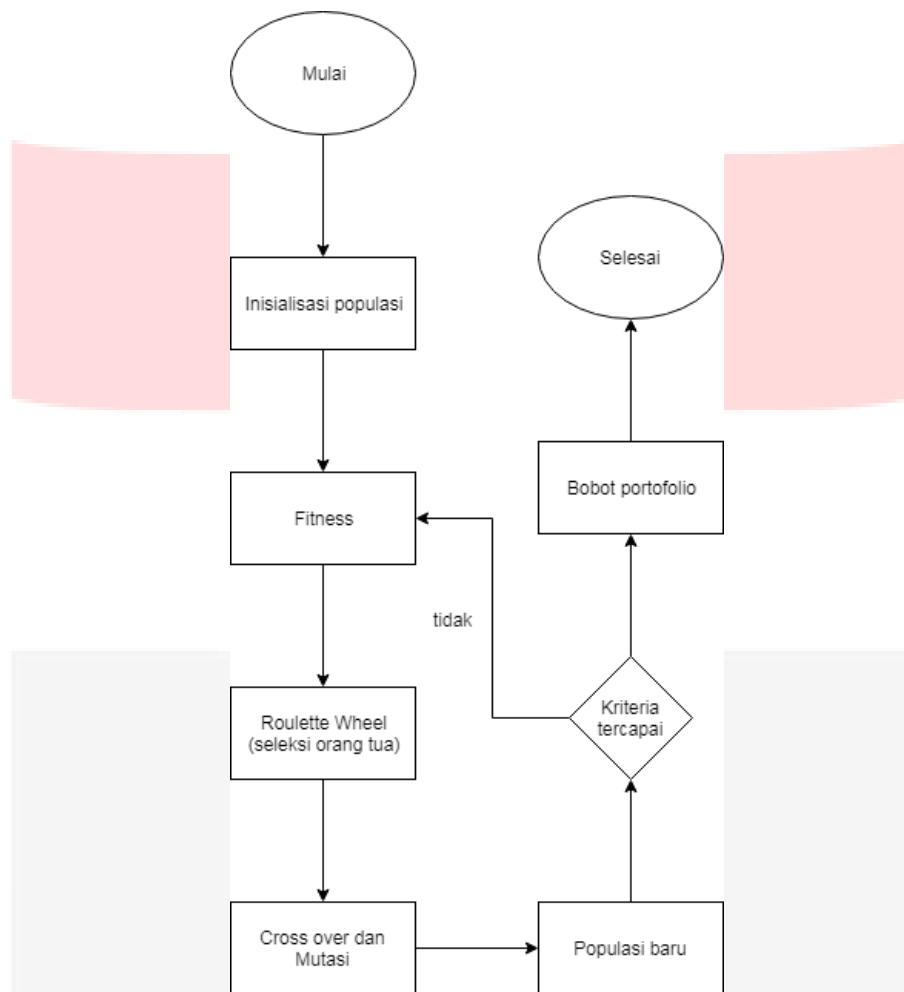 Mulai
Inisialisasi populasi
Fitness
tidak
Roulette Wheel
(seleksi orang tua)
Cross over dan
Mutasi
Populasi baru
Kriteria
tercapai
Bobot portofolio
Selesai